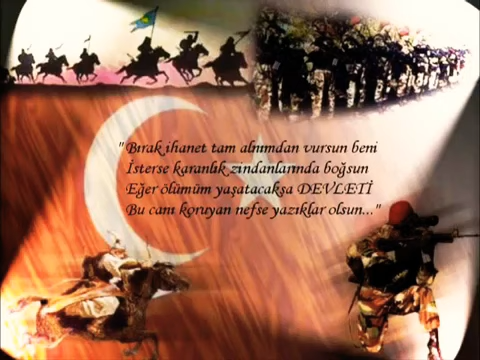 "Bırak ihanet tam alnımdan vursun beni
İsterse karanlık zindanlarında boğsun
Eğer ölümüm yaşatacaksa DEVLETİ
Bu canı koruyan nefse yazıklar olsun..."